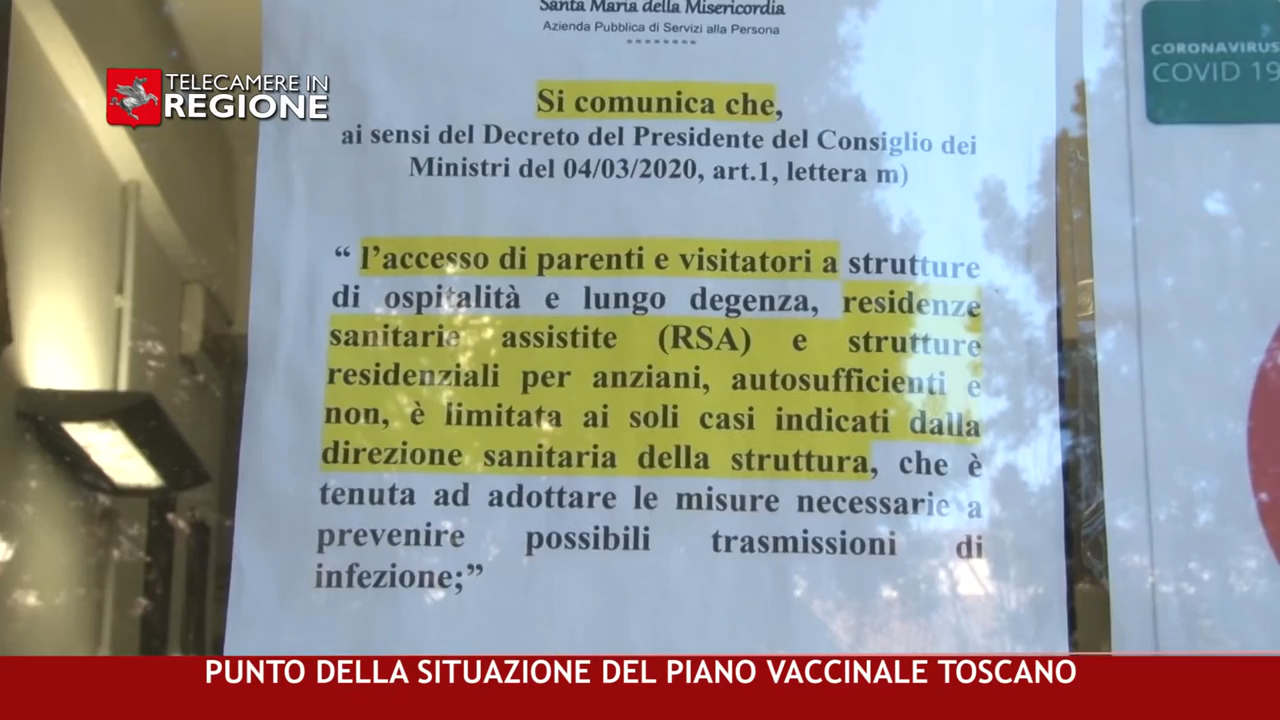 Santa Maria della Misericordia
Azienda Pubblica di Servizi alla Persona
TELECAMERE IN
REGIONE
CORONAVIRUS
COVID 19
Si comunica che,
ai sensi del Decreto del Presidente del Consiglio dei
Ministri del 04/03/2020, art.1, lettera m)
“ l’accesso di parenti e visitatori a strutture
di ospitalità e lungo degenza, residenze
sanitarie assistite (RSA) e strutture
residenziali per anziani, autosufficienti e
non, è limitata ai soli casi indicati dalla
direzione sanitaria della struttura, che è
tenuta ad adottare le misure necessarie a
prevenire possibili trasmissioni di
infezione;”
PUNTO DELLA SITUAZIONE DEL PIANO VACCINALE TOSCANO